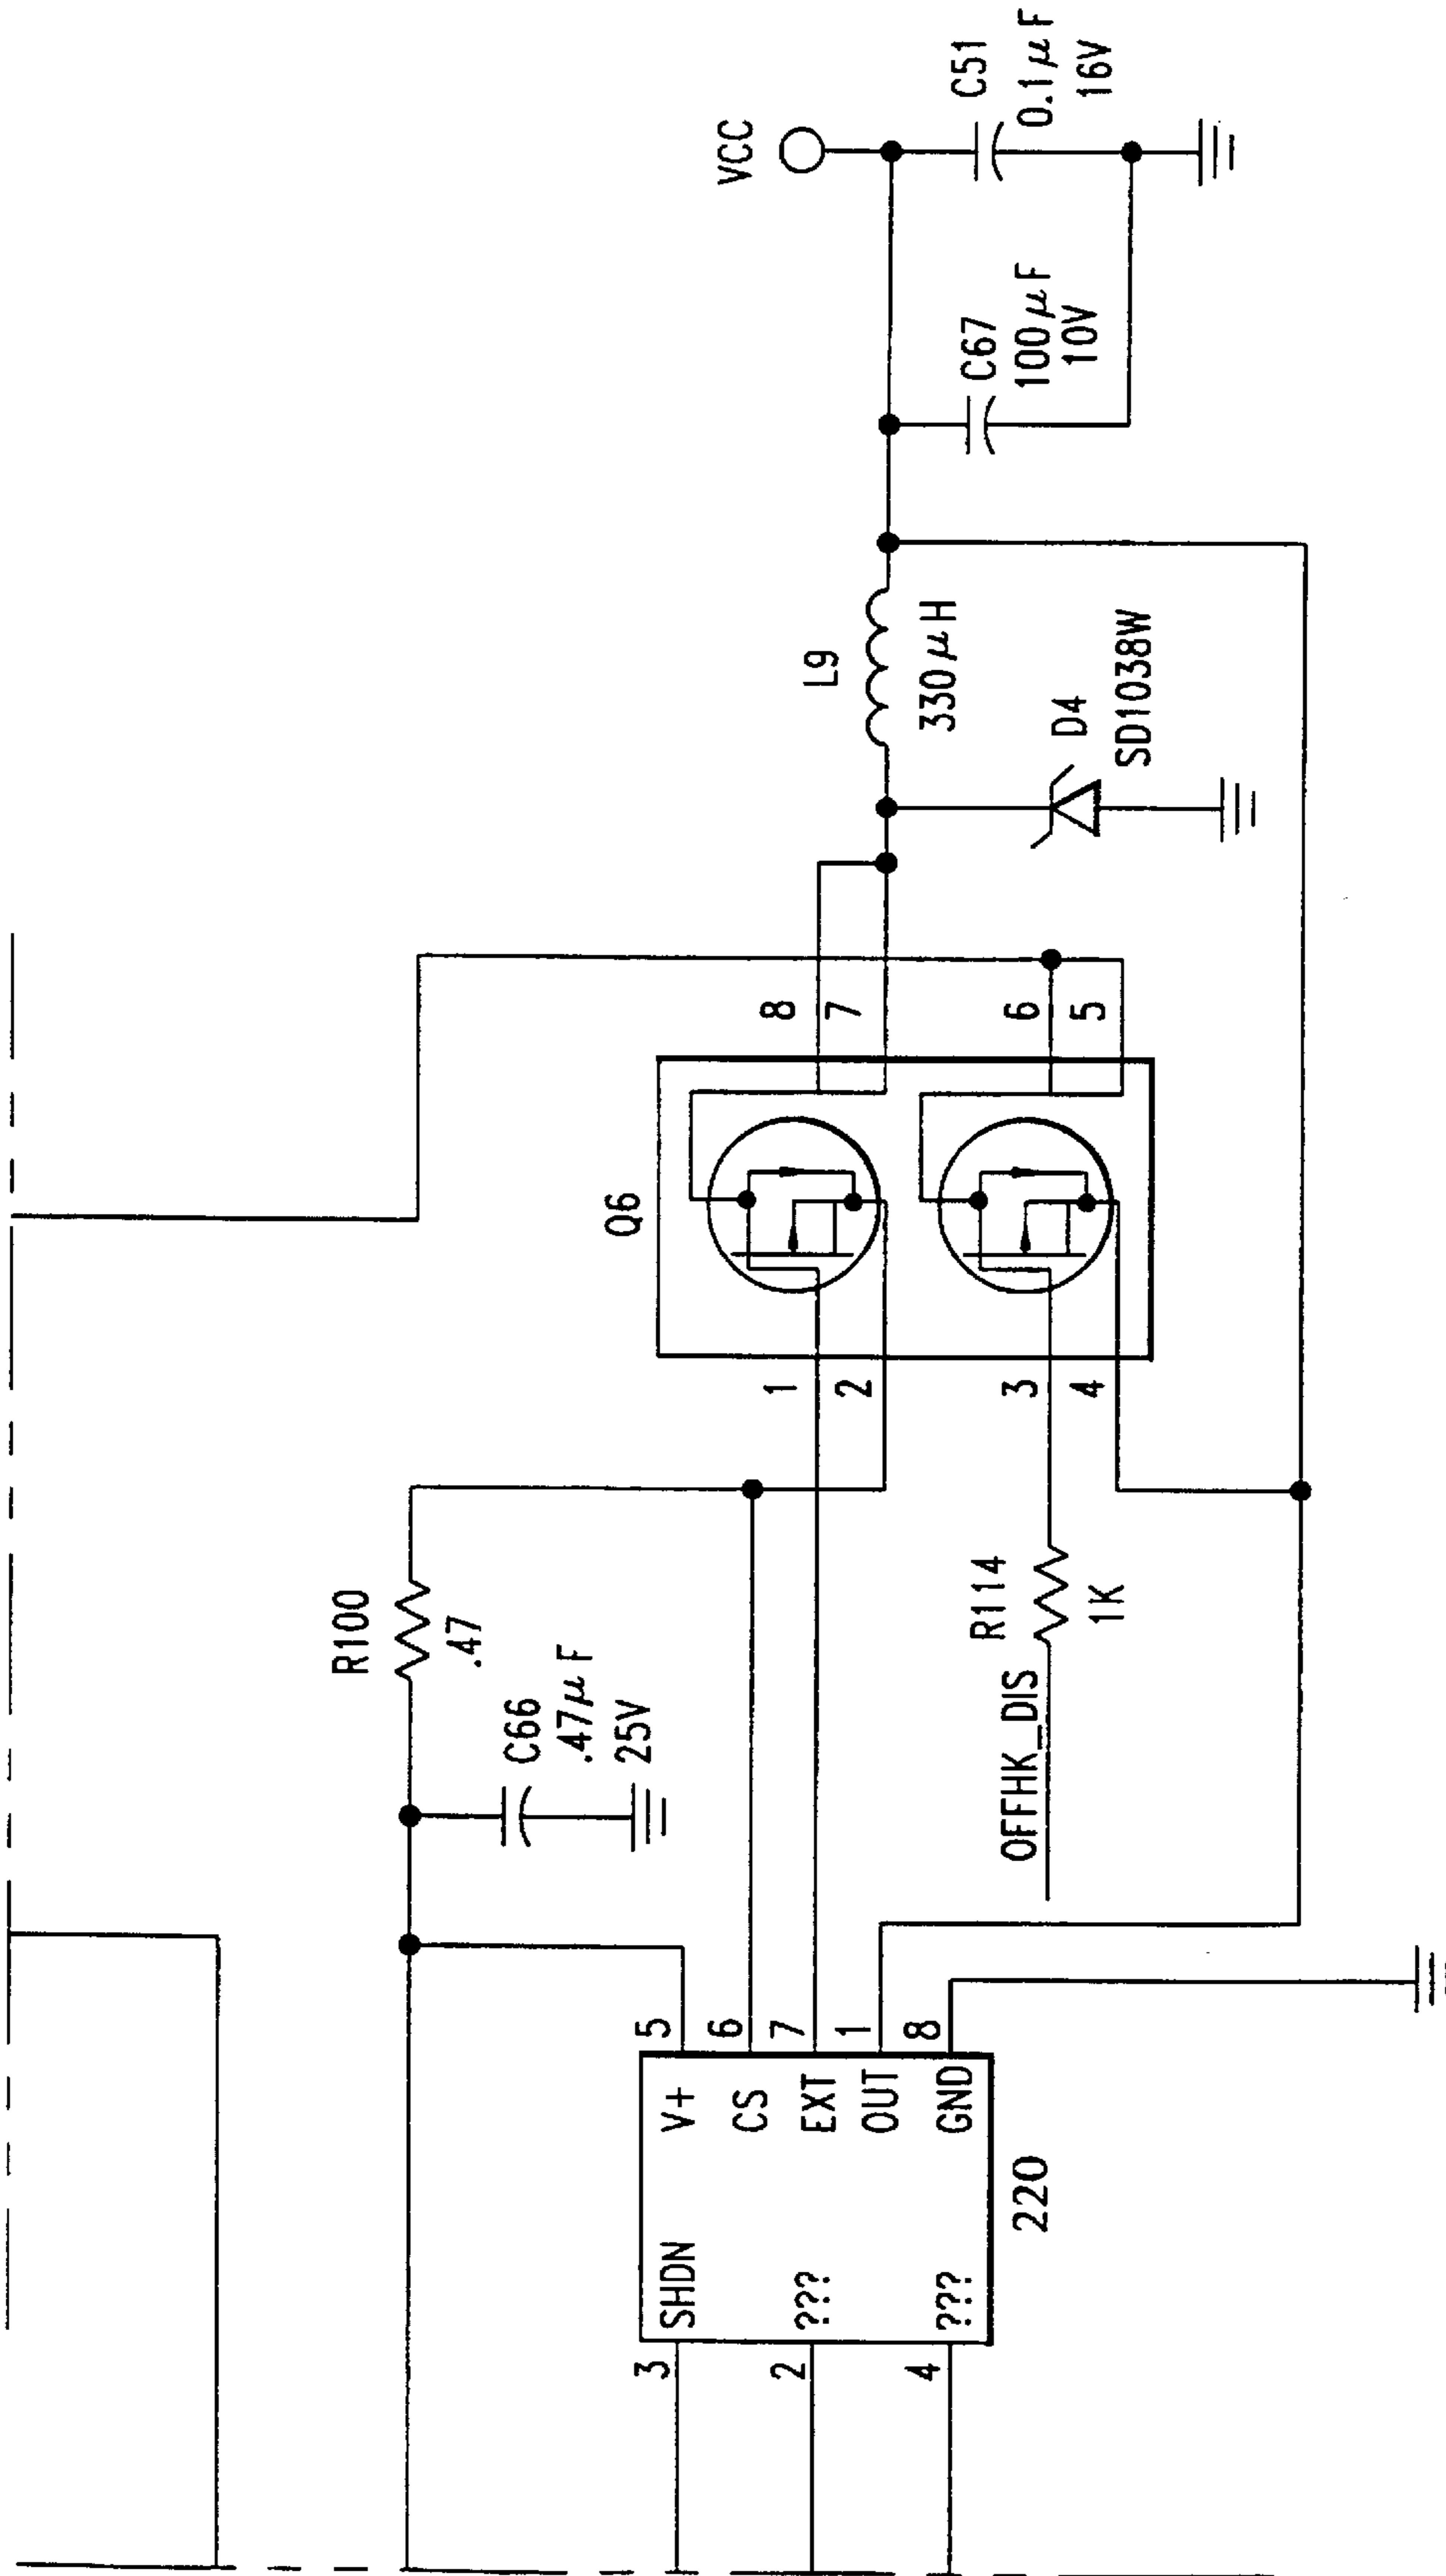 R100
.47
C66
.47μF
25V
Q6
1
2
3
4
8
7
6
5
L9
330μH
D4
SD1038W
VCC
C67
100μF
10V
C51
0.1μF
16V
OFFHK_DIS
R114
1K
3
SHDN
2
???
4
???
V+
5
CS
6
EXT
7
OUT
1
GND
8
220